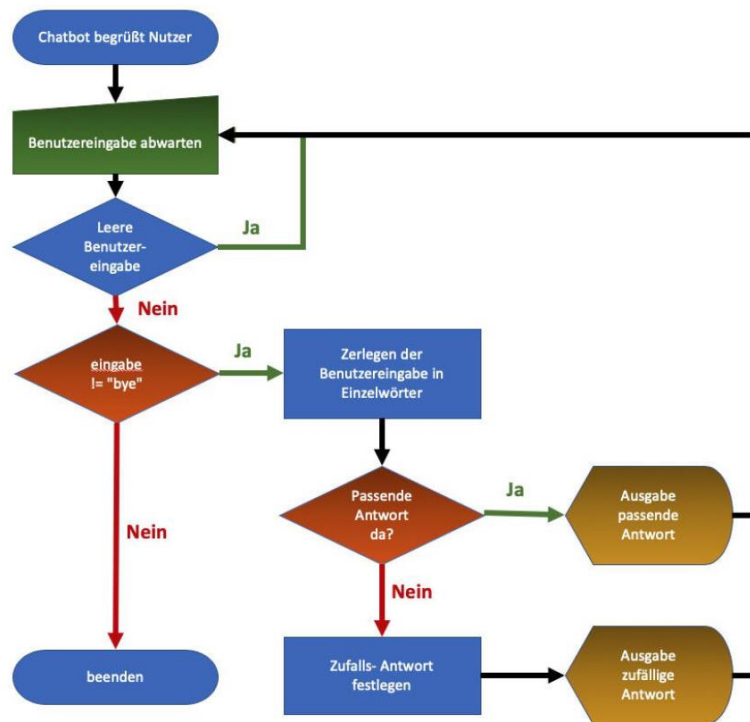 Chatbot begrüßt Nutzer
Benutzereingabe abwarten
Leere
Benutzer-
eingabe
Ja
Nein
eingabe
!= "bye"
Ja
Zerlegen der
Benutzereingabe in
Einzelwörter
Passende
Antwort
da?
Ja
Ausgabe
passende
Antwort
Nein
Nein
beenden
Zufalls- Antwort
festlegen
Ausgabe
zufällige
Antwort